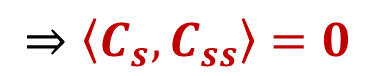 ⇒ ⟨C_s, C_ss⟩ = 0